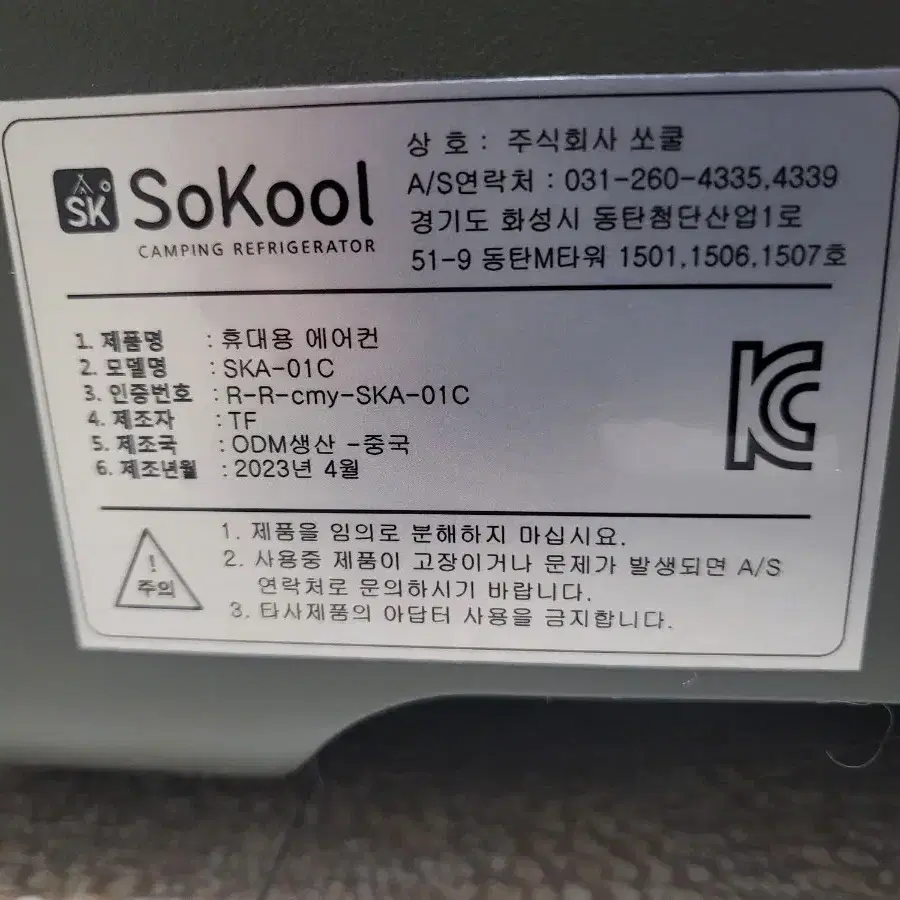 SK SoKool
CAMPING REFRIGERATOR
상 호 : 주식회사 쏘쿨
A/S연락처 : 031-260-4335,4339
경기도 화성시 동탄첨단산업1로
51-9 동탄M타워 1501,1506,1507호
1. 제품명 : 휴대용 에어컨
2. 모델명 : SKA-01C
3. 인증번호 : R-R-cmy-SKA-01C
4. 제조자 : TF
5. 제조국 : ODM생산 -중국
6. 제조년월 : 2023년 4월
KC
! 주의
1. 제품을 임의로 분해하지 마십시요.
2. 사용중 제품이 고장이거나 문제가 발생되면 A/S
연락처로 문의하시기 바랍니다.
3. 타사제품의 아답터 사용을 금지합니다.